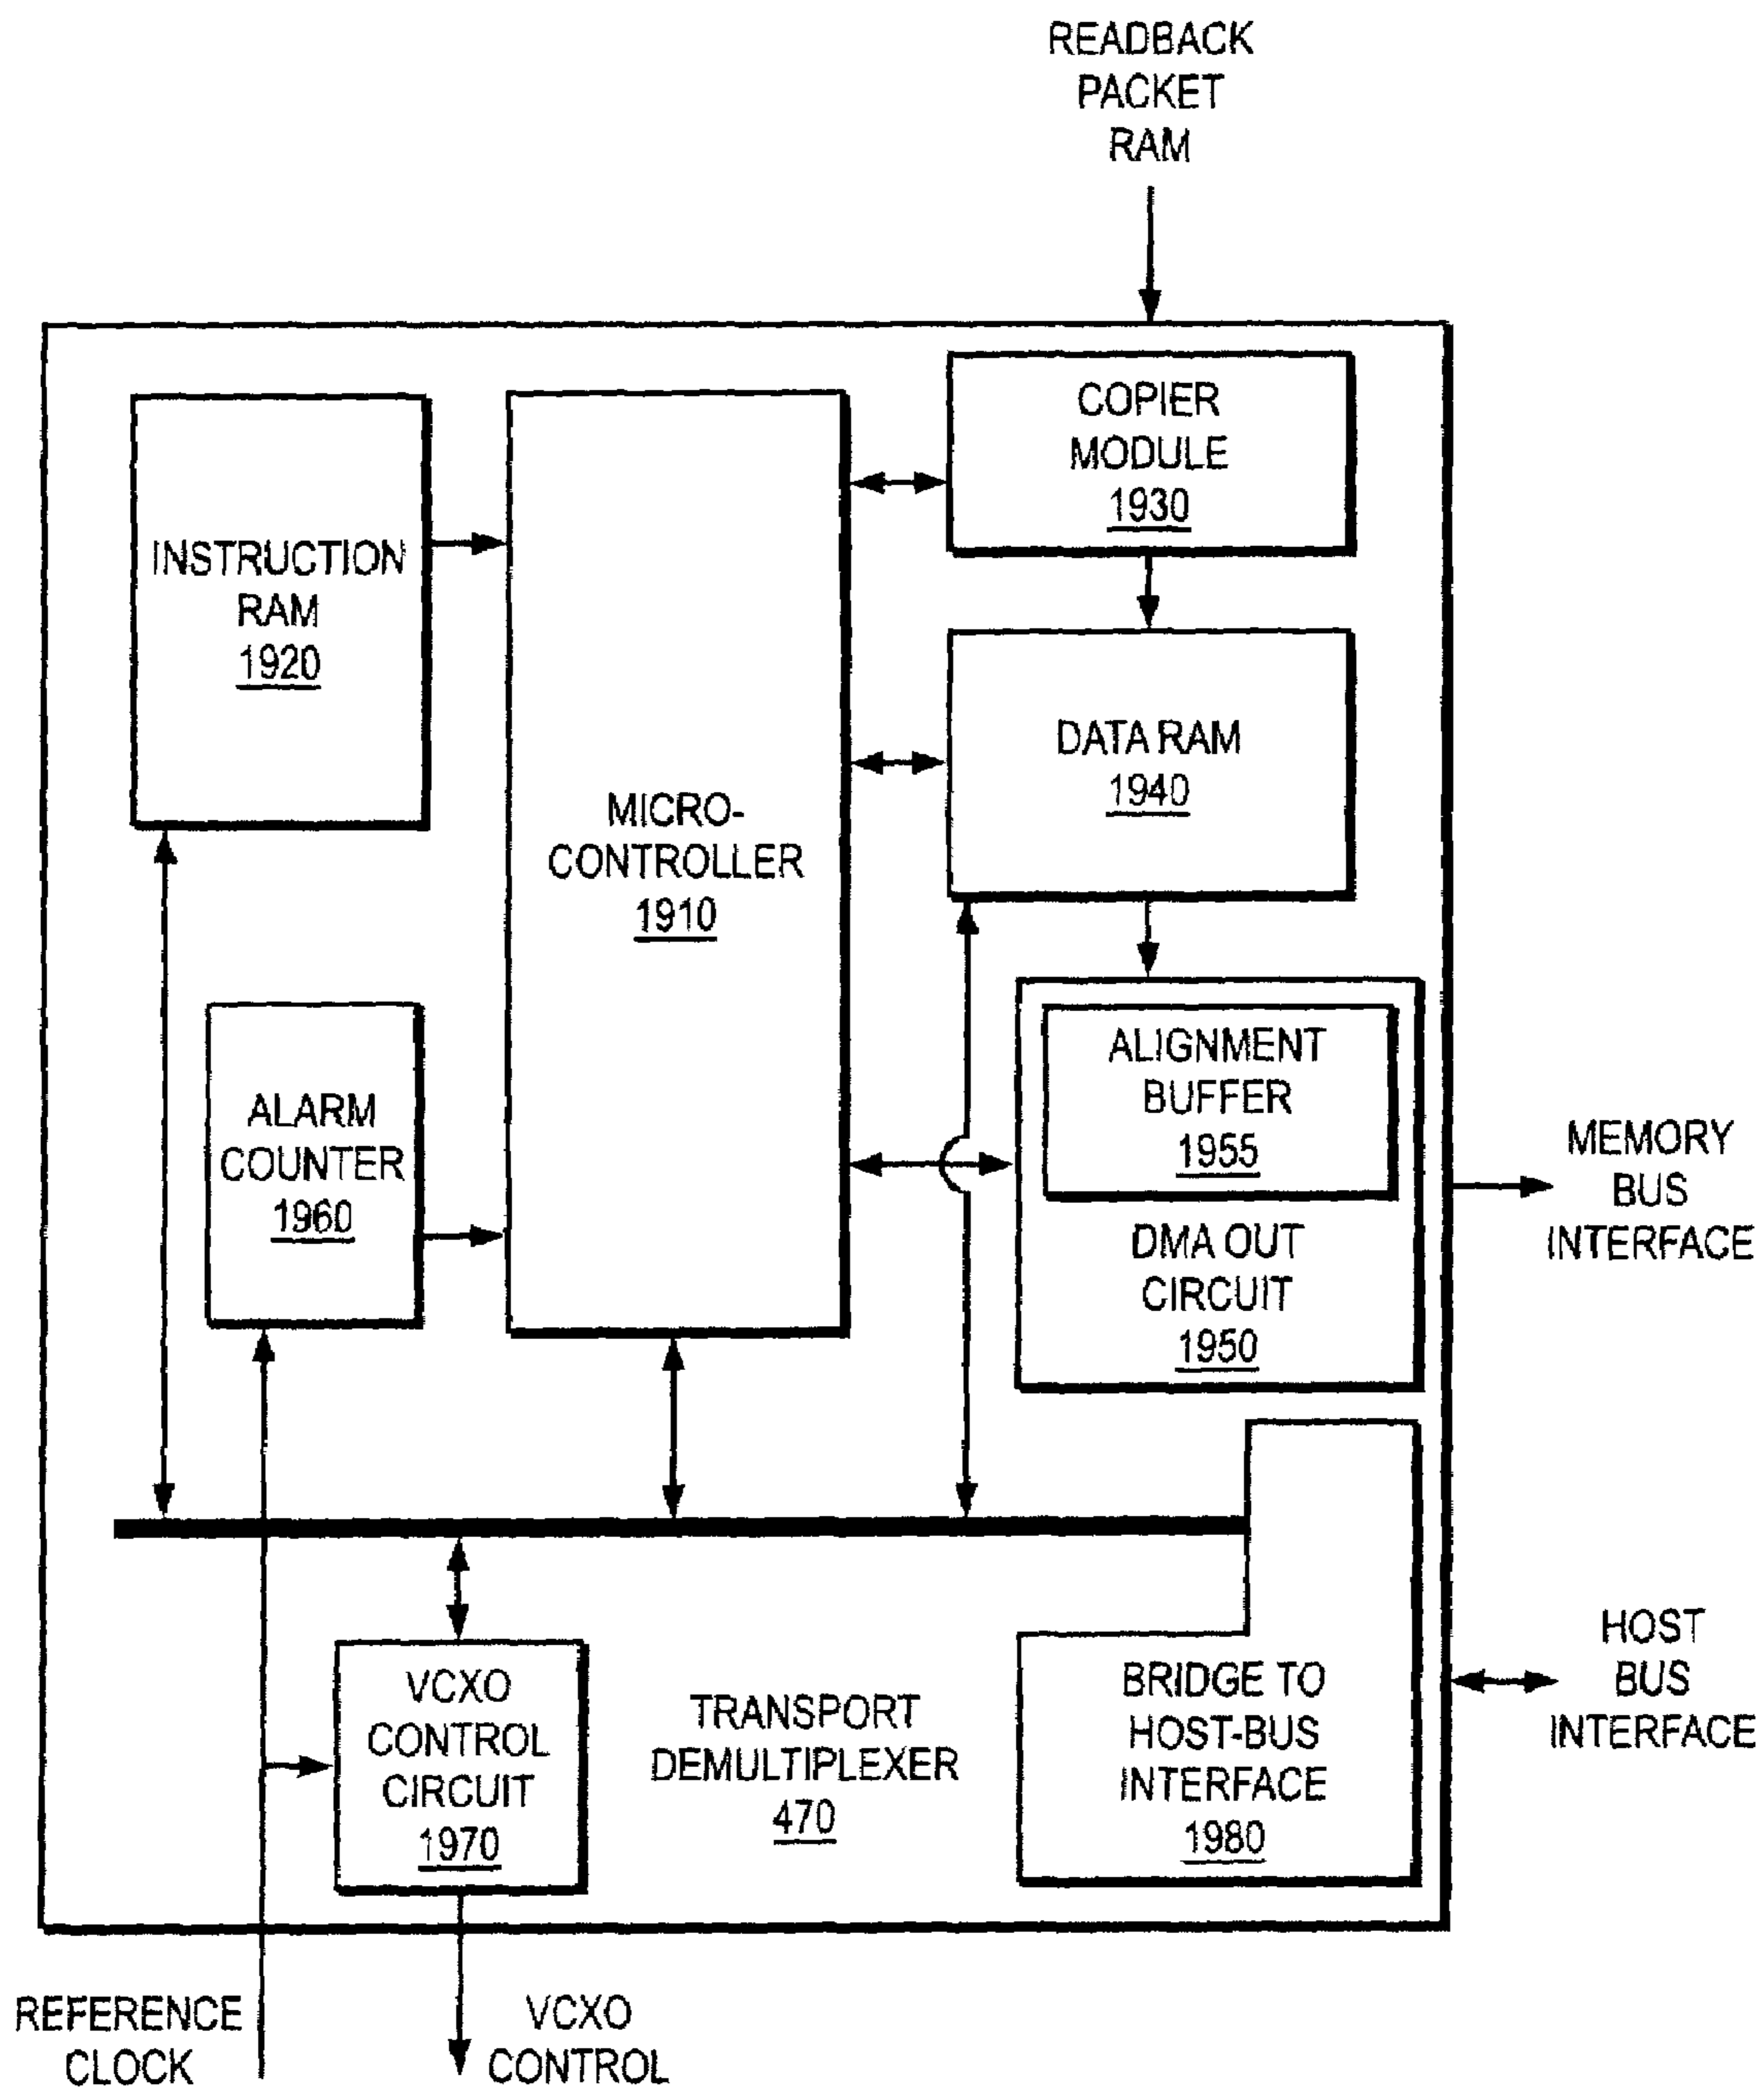 READBACK
PACKET
RAM
COPIER
MODULE
1930
INSTRUCTION
RAM
1920
DATA RAM
1940
MICRO-
CONTROLLER
1910
ALIGNMENT
BUFFER
1955
DMA OUT
CIRCUIT
1950
ALARM
COUNTER
1960
MEMORY
BUS
INTERFACE
HOST
BUS
INTERFACE
VCXO
CONTROL
CIRCUIT
1970
TRANSPORT
DEMULTIPLEXER
470
BRIDGE TO
HOST-BUS
INTERFACE
1980
REFERENCE
CLOCK
VCXO
CONTROL